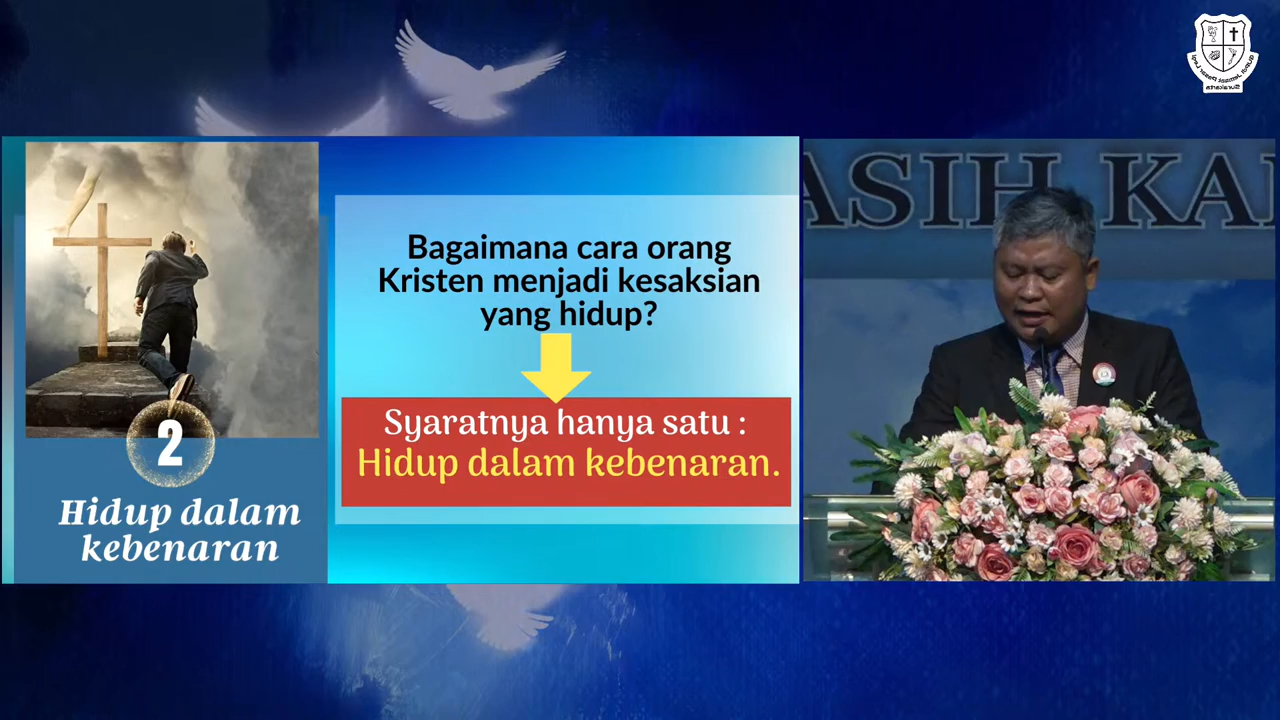 2
Hidup dalam
kebenaran
Bagaimana cara orang
Kristen menjadi kesaksian
yang hidup?
Syaratnya hanya satu :
Hidup dalam kebenaran.
ASIH KA